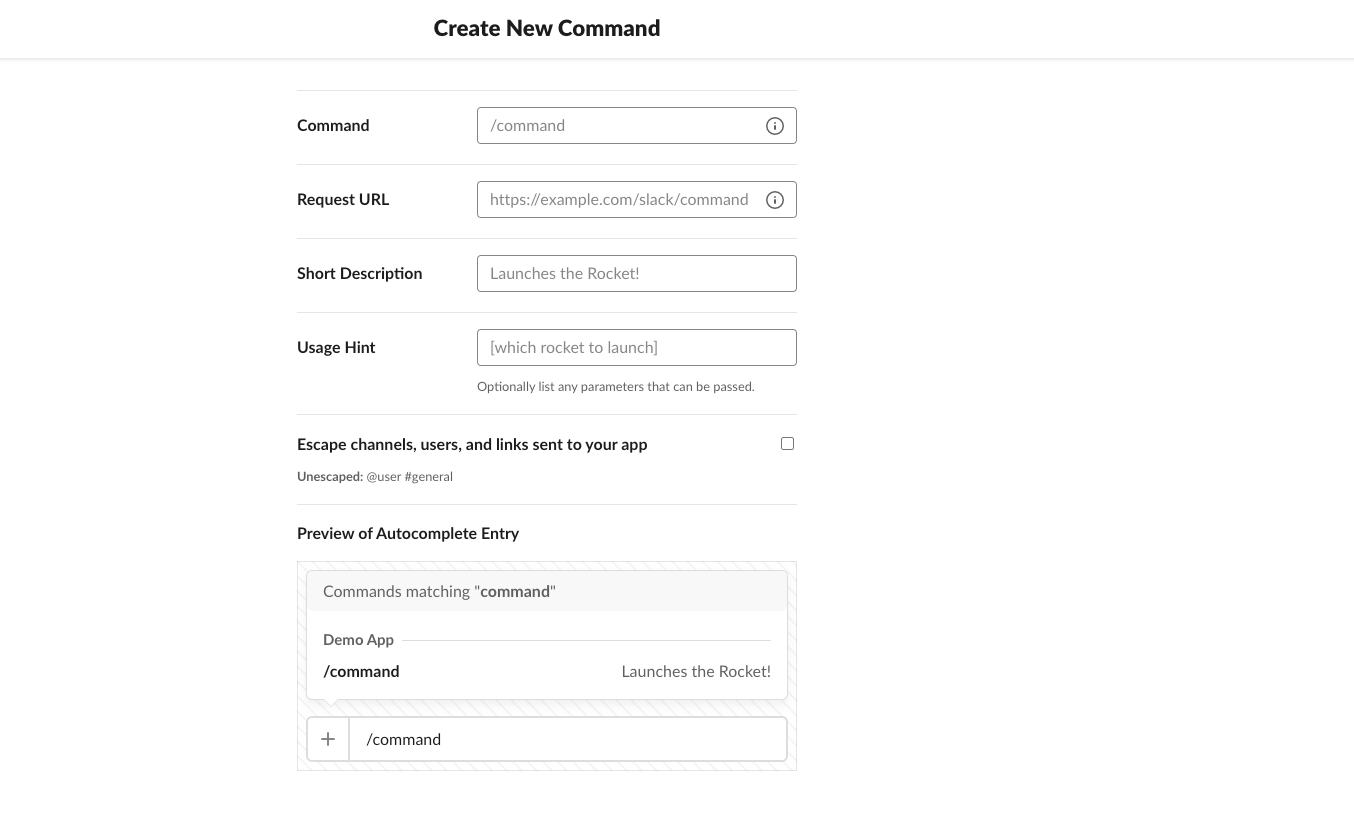 Create New Command
Command
/command
Request URL
https://example.com/slack/command
Short Description
Launches the Rocket!
Usage Hint
[which rocket to launch]
Optionally list any parameters that can be passed.
Escape channels, users, and links sent to your app
Unescaped: @user #general
Preview of Autocomplete Entry
Commands matching "command"
Demo App
/command Launches the Rocket!
/command